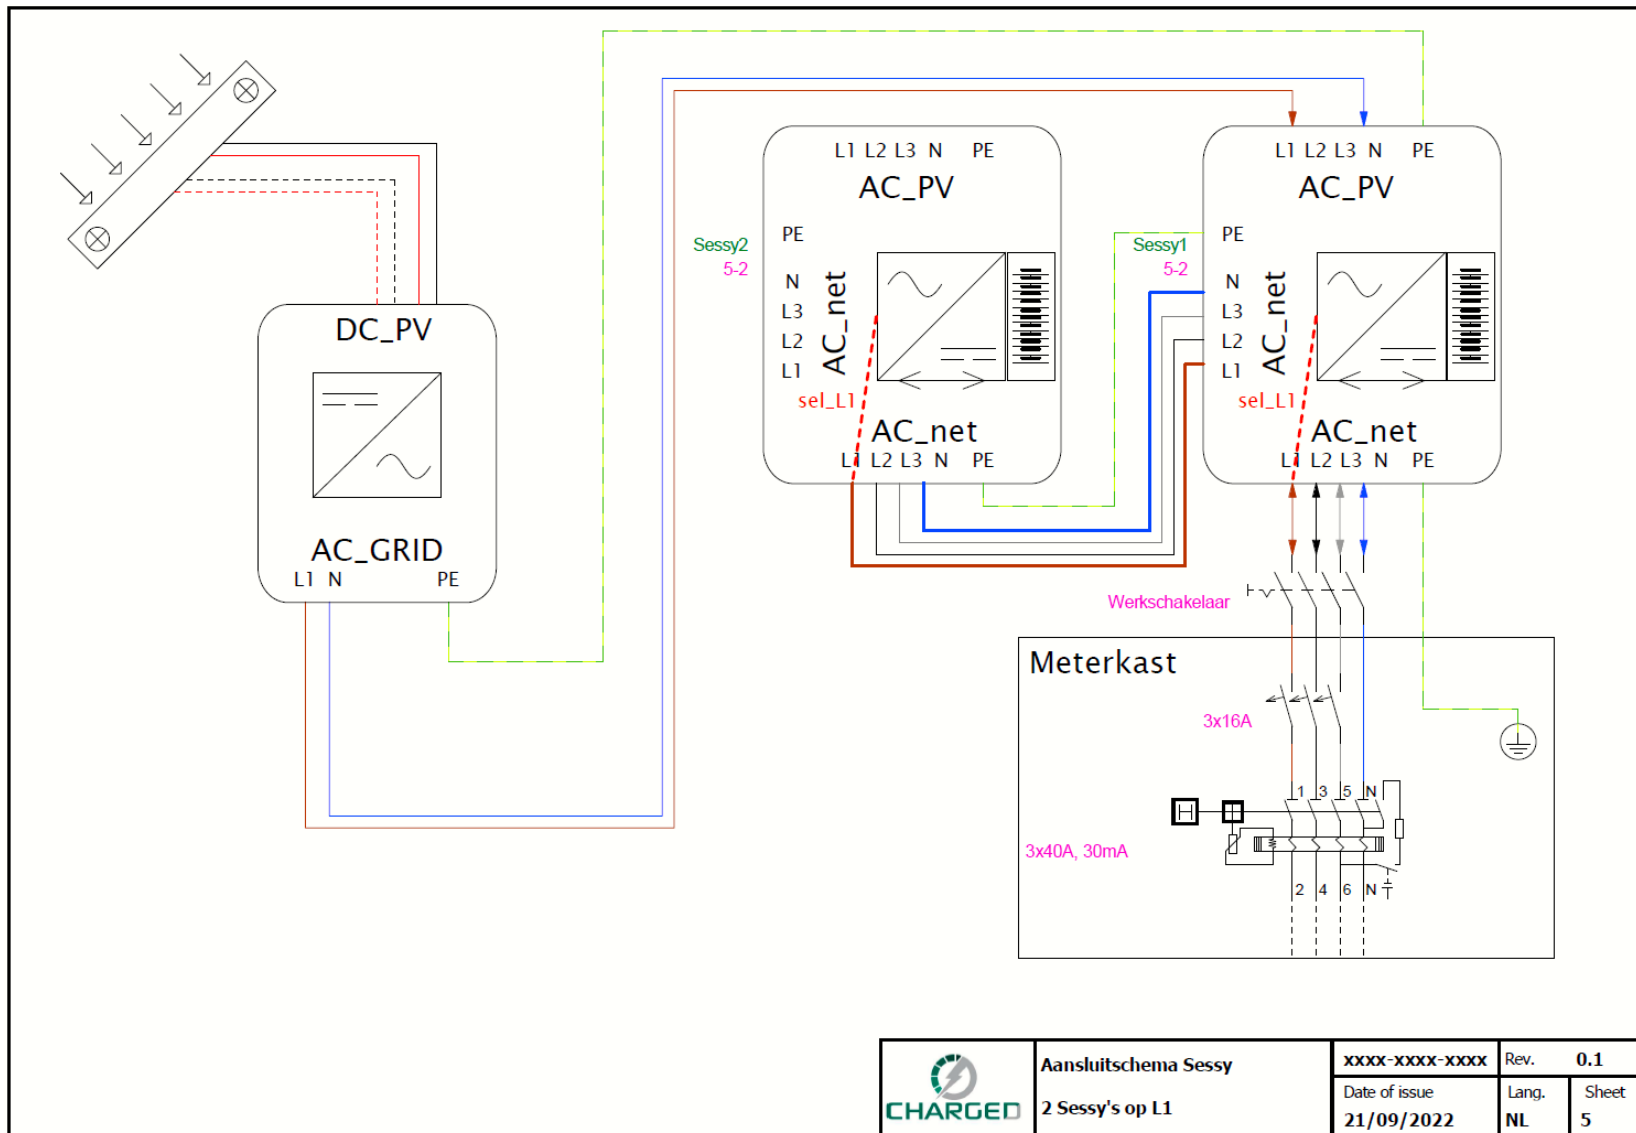 L1 L2 L3 N PE
AC_PV
L1 L2 L3 N PE
AC_PV
Sessy2
5-2
PE
N
L3
L2
L1
AC_net
sel_L1
AC_net
L1 L2 L3 N PE
Sessy1
5-2
PE
N
L3
L2
L1
AC_net
sel_L1
AC_net
L1 L2 L3 N PE
DC_PV
AC_GRID
L1 N PE
Werkschakelaar
Meterkast
3x16A
1 3 5 N
H
3x40A, 30mA
2 4 6 N
CHARGED
Aansluitschema Sessy
2 Sessy's op L1
xxxx-xxxx-xxxx
Rev. 0.1
Date of issue
21/09/2022
Lang.
NL
Sheet
5